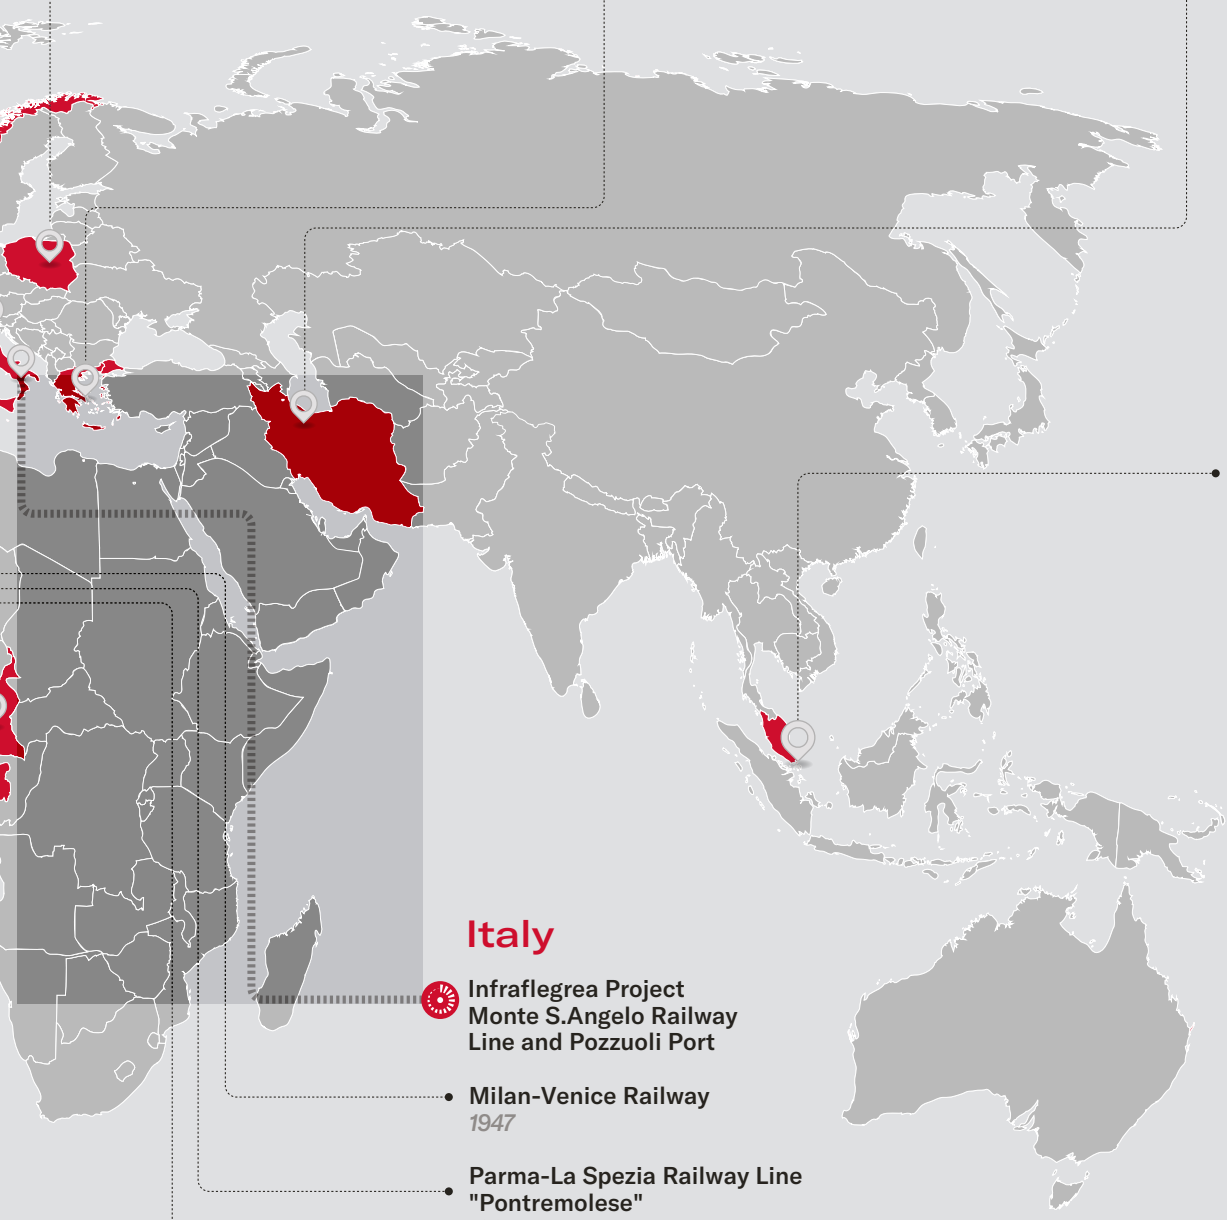 Italy
Infraflegrea Project
Monte S.Angelo Railway
Line and Pozzuoli Port
Milan-Venice Railway
1947
Parma-La Spezia Railway Line
"Pontremolese"